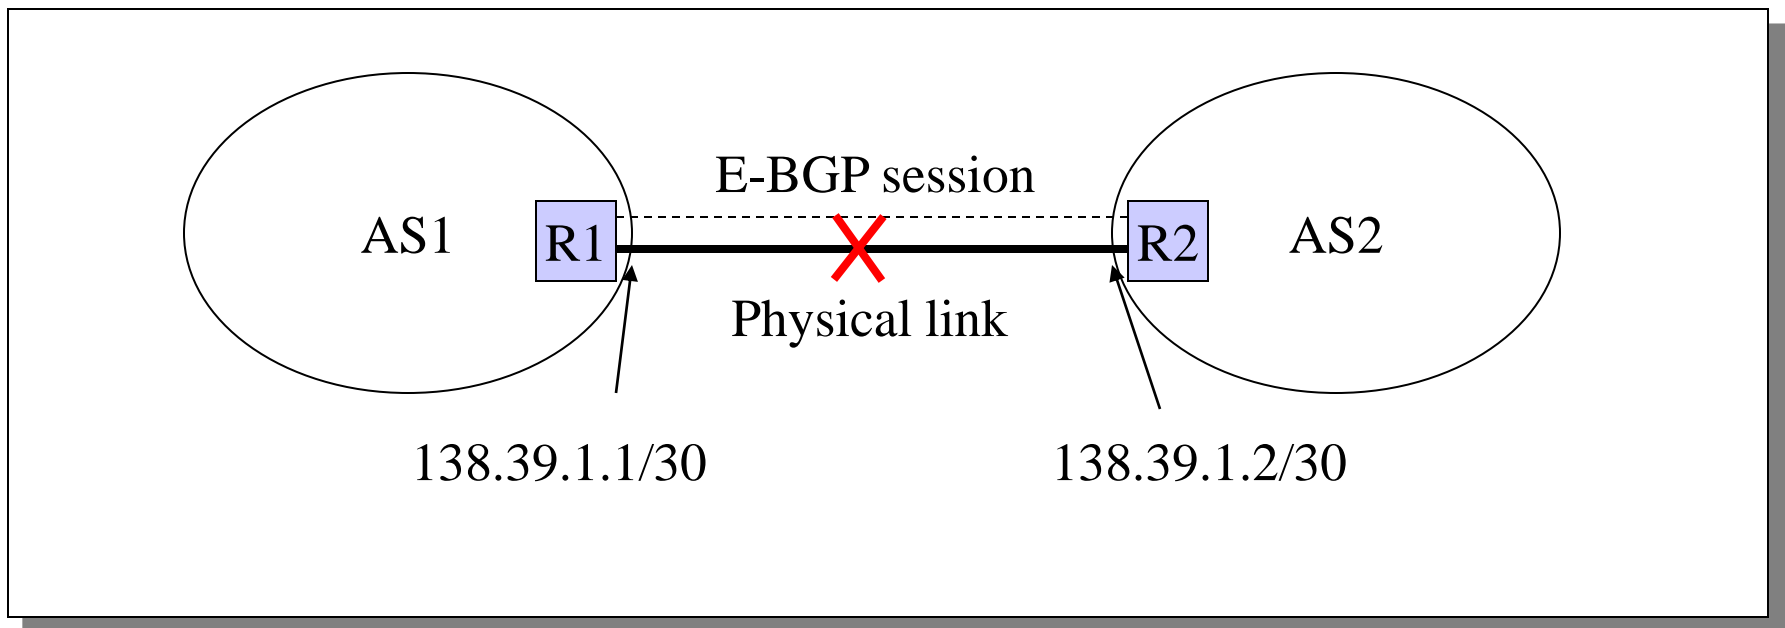 E-BGP session
AS1
R1
R2
AS2
Physical link
138.39.1.1/30
138.39.1.2/30